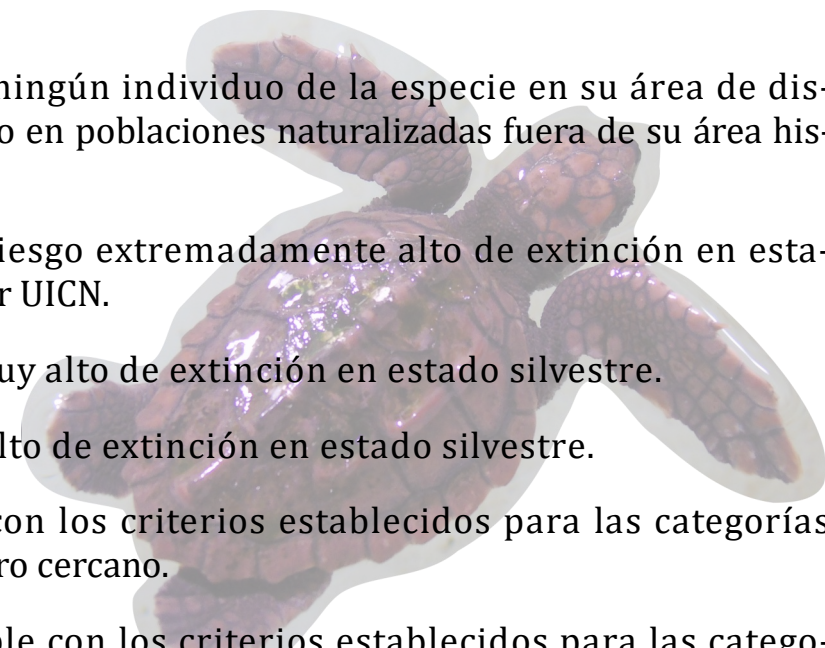 ningún individuo de la especie en su área de dis-
o en poblaciones naturalizadas fuera de su área his-
iesgo extremadamente alto de extinción en esta-
r UICN.
uy alto de extinción en estado silvestre.
lto de extinción en estado silvestre.
con los criterios establecidos para las categorías
ro cercano.
ble con los criterios establecidos para las catego-